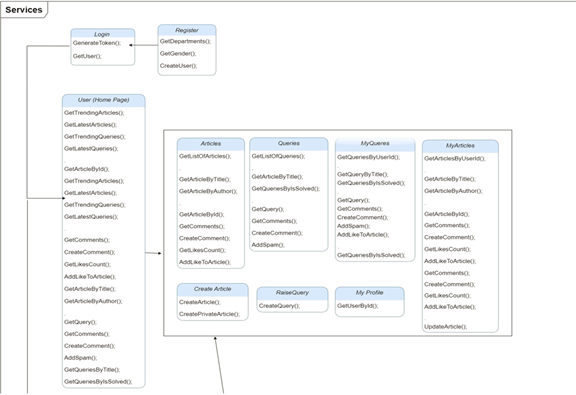 Services
Login
GenerateToken();
GetUser();
Register
GetDepartments();
GetGender();
CreateUser();
User (Home Page)
GetTrendingArticles();
GetLatestArticles();
GetTrendingQueries();
GetLatestQueries();
.
GetArticleById();
GetTrendingArticles();
GetLatestArticles();
GetTrendingQueries();
GetLatestQueries();
.
GetComments();
CreateComment();
GetLikesCount();
AddLikeToArticle();
GetArticleByTitle();
GetArticleByAuthor();
.
GetQuery();
GetComments();
CreateComment();
AddSpam();
GetQueriesByTitle();
GetQueriesByIsSolved();
Articles
GetListOfArticles();
.
GetArticleByTitle();
GetArticleByAuthor();
.
GetArticleById();
GetComments();
CreateComment();
GetLikesCount();
AddLikeToArticle();
Queries
GetListOfQueries();
GetArticleByTitle();
GetQueriesByIsSolved();
GetQuery();
GetComments();
CreateComment();
AddSpam();
MyQueres
GetQueriesByUserId();
GetQueryByTitle();
GetQueriesByIsSolved();
GetQuery();
GetComments();
CreateComment();
AddSpam();
AddLikeToArticle();
GetQueriesByIsSolved();
MyArticles
GetArticlesByUserId();
.
GetArticleByTitle();
GetArticleByAuthor();
.
GetArticleById();
GetComments();
CreateComment();
GetLikesCount();
AddLikeToArticle();
GetComments();
CreateComment();
GetLikesCount();
AddLikeToArticle();
.
UpdateArticle();
Create Article
CreateArticle();
CreatePrivateArticle();
RaiseQuery
CreateQuery();
My Profile
GetUserById();